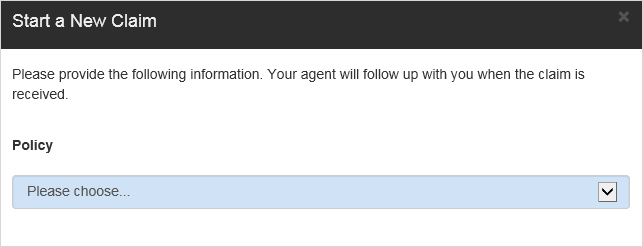 Start a New Claim
Please provide the following information. Your agent will follow up with you when the claim is
received.
Policy
Please choose...